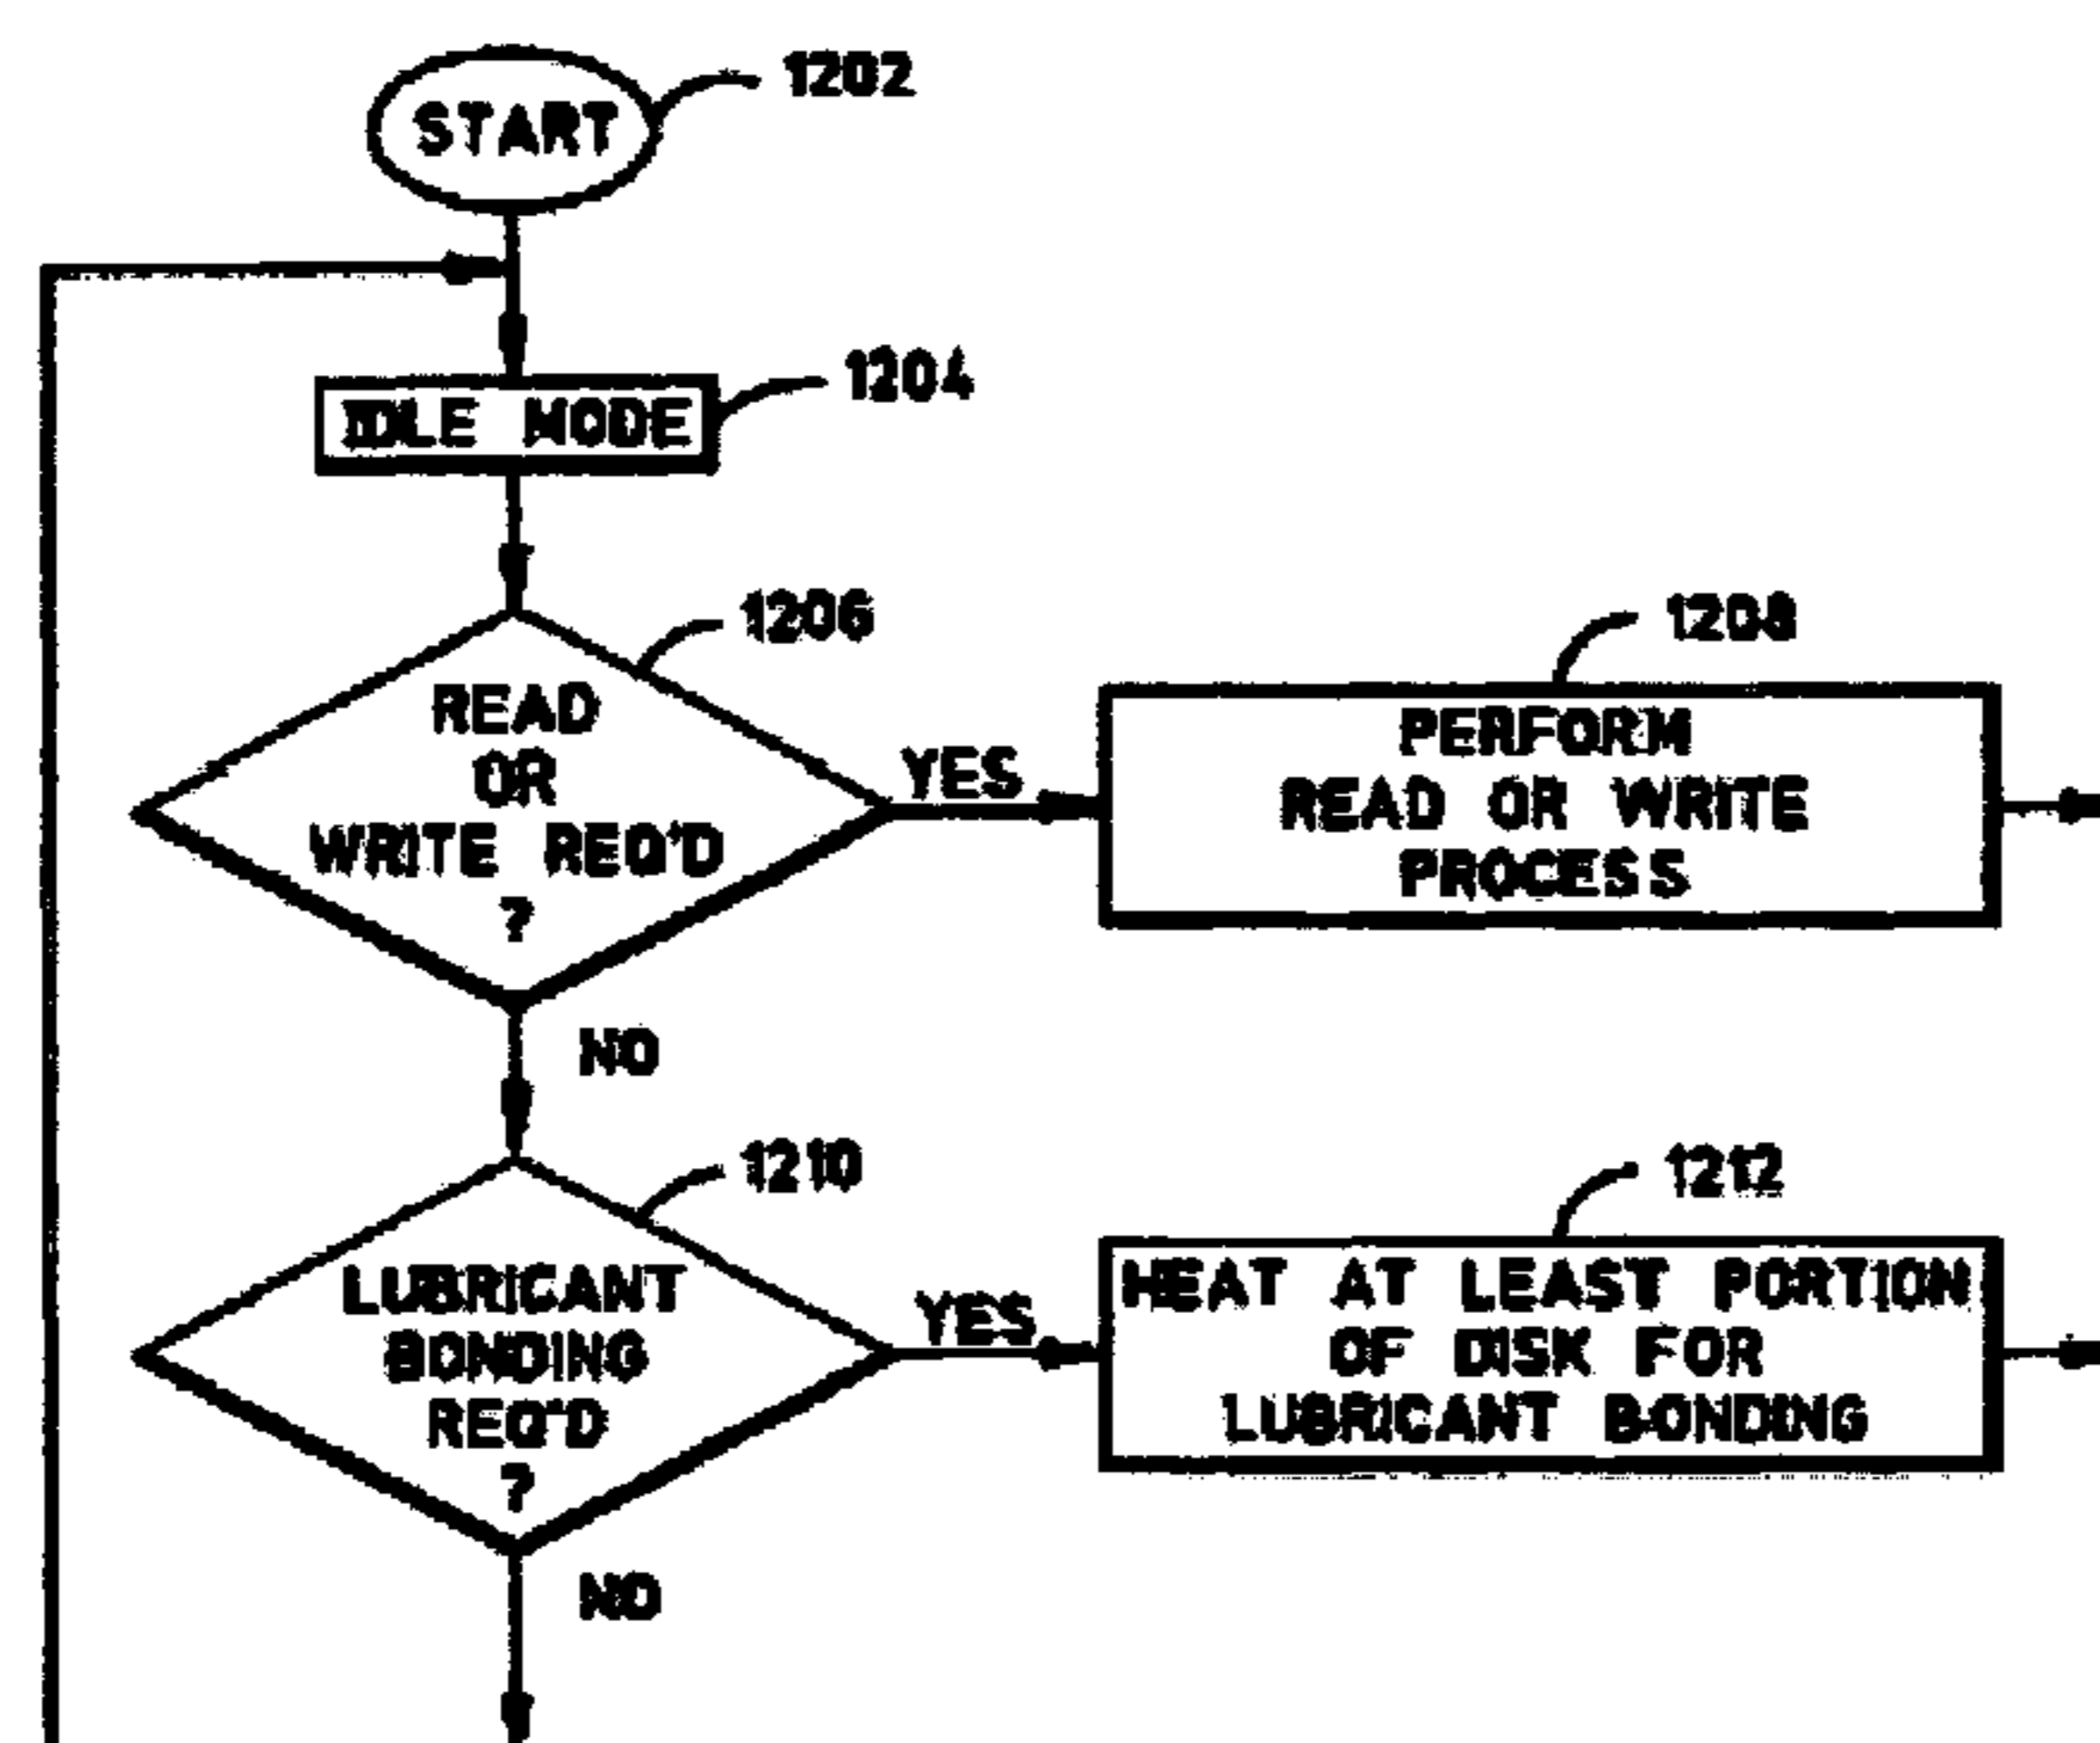 START
1202
IDLE MODE
1204
1206
READ
OR
WRITE REQ'D
?
YES
NO
1208
PERFORM
READ OR WRITE
PROCESS
1210
LUBRICANT
BONDING
REQ'D
?
YES
NO
1212
HEAT AT LEAST PORTION
OF DISK FOR
LUBRICANT BONDING